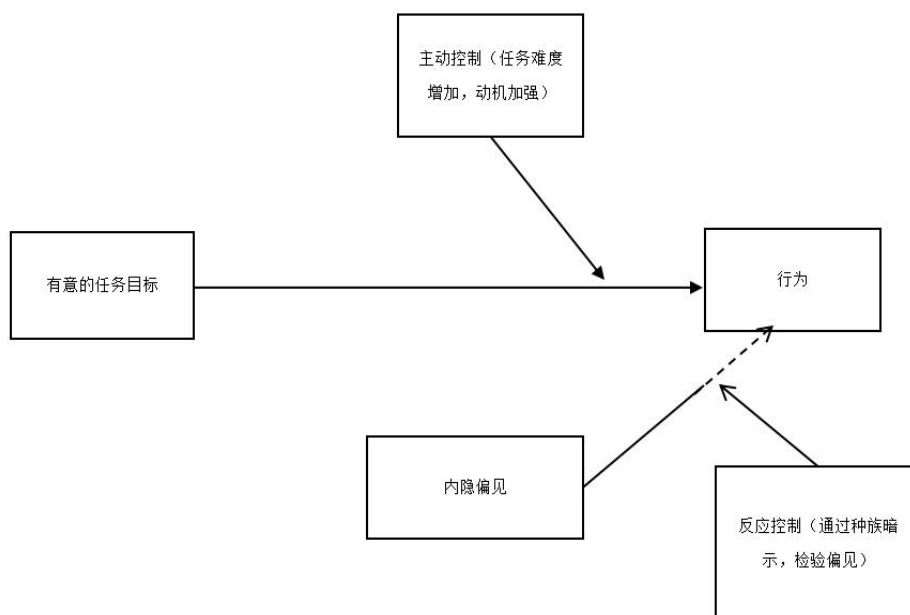 主动控制（任务难度
增加，动机加强）
有意的任务目标
行为
内隐偏见
反应控制（通过种族暗
示，检验偏见）